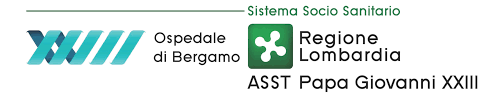 Sistema Socio Sanitario
Ospedale
di Bergamo
Regione
Lombardia
ASST Papa Giovanni XXIII